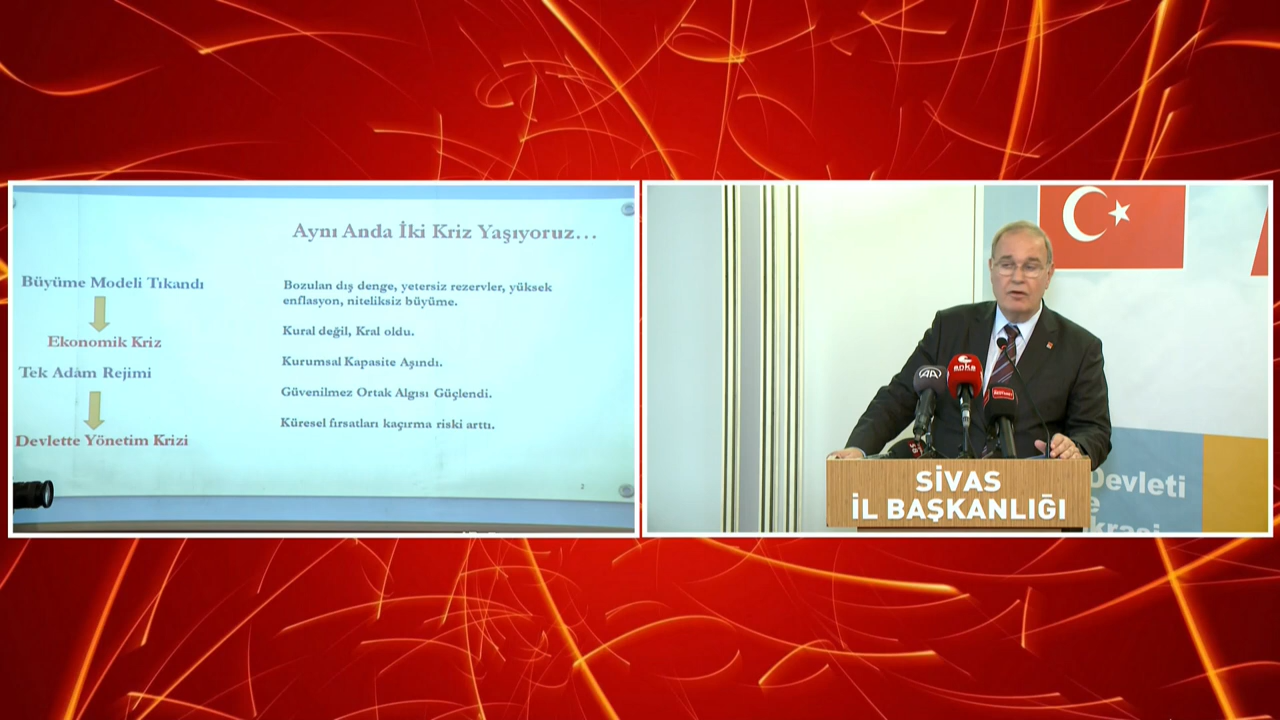 Aynı Anda İki Kriz Yaşıyoruz…
Büyüme Modeli Tıkandı
Ekonomik Kriz
Tek Adam Rejimi
Devlette Yönetim Krizi
Bozulan dış denge, yetersiz rezervler, yüksek
enflasyon, niteliksiz büyüme.
Kural değil, Kral oldu.
Kurumsal Kapasite Aşındı.
Güvenilmez Ortak Algısı Güçlendi.
Küresel fırsatları kaçırma riski arttı.
2
AA
anka
SİVAS
İL BAŞKANLIĞI
Devleti